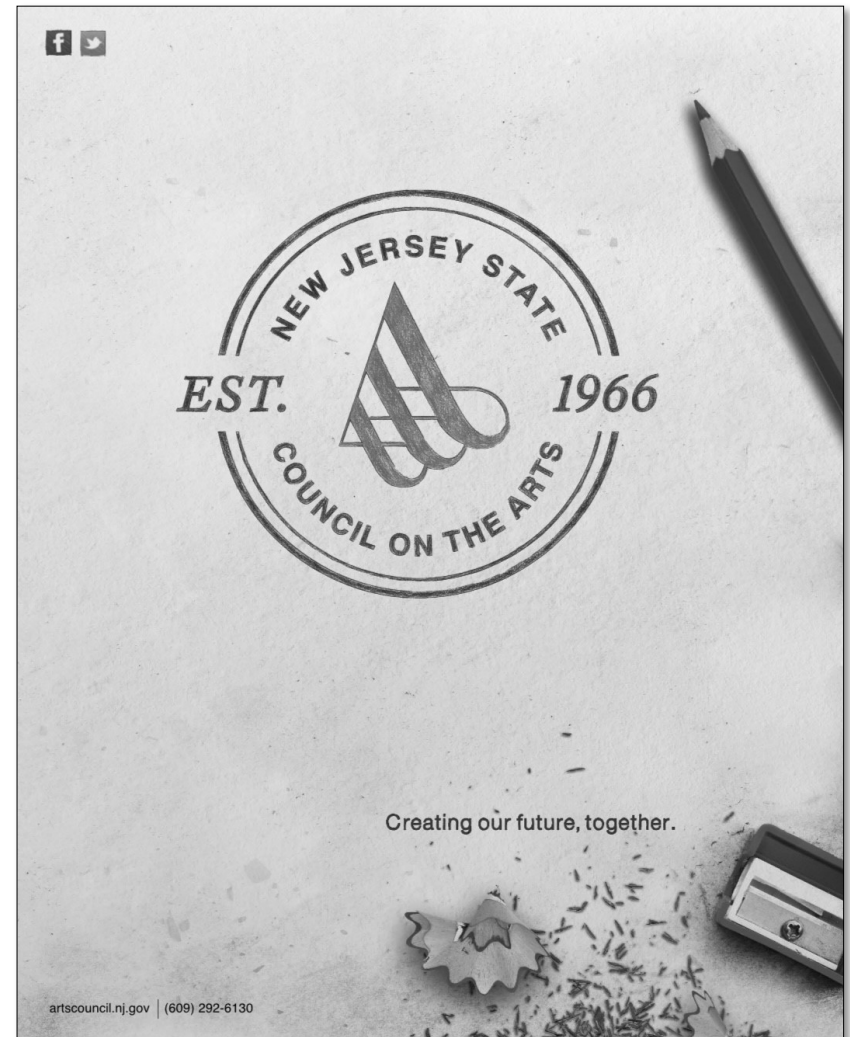 NEW JERSEY STATE
EST. 1966
COUNCIL ON THE ARTS
Creating our future, together.
artscouncil.nj.gov | (609) 292-6130